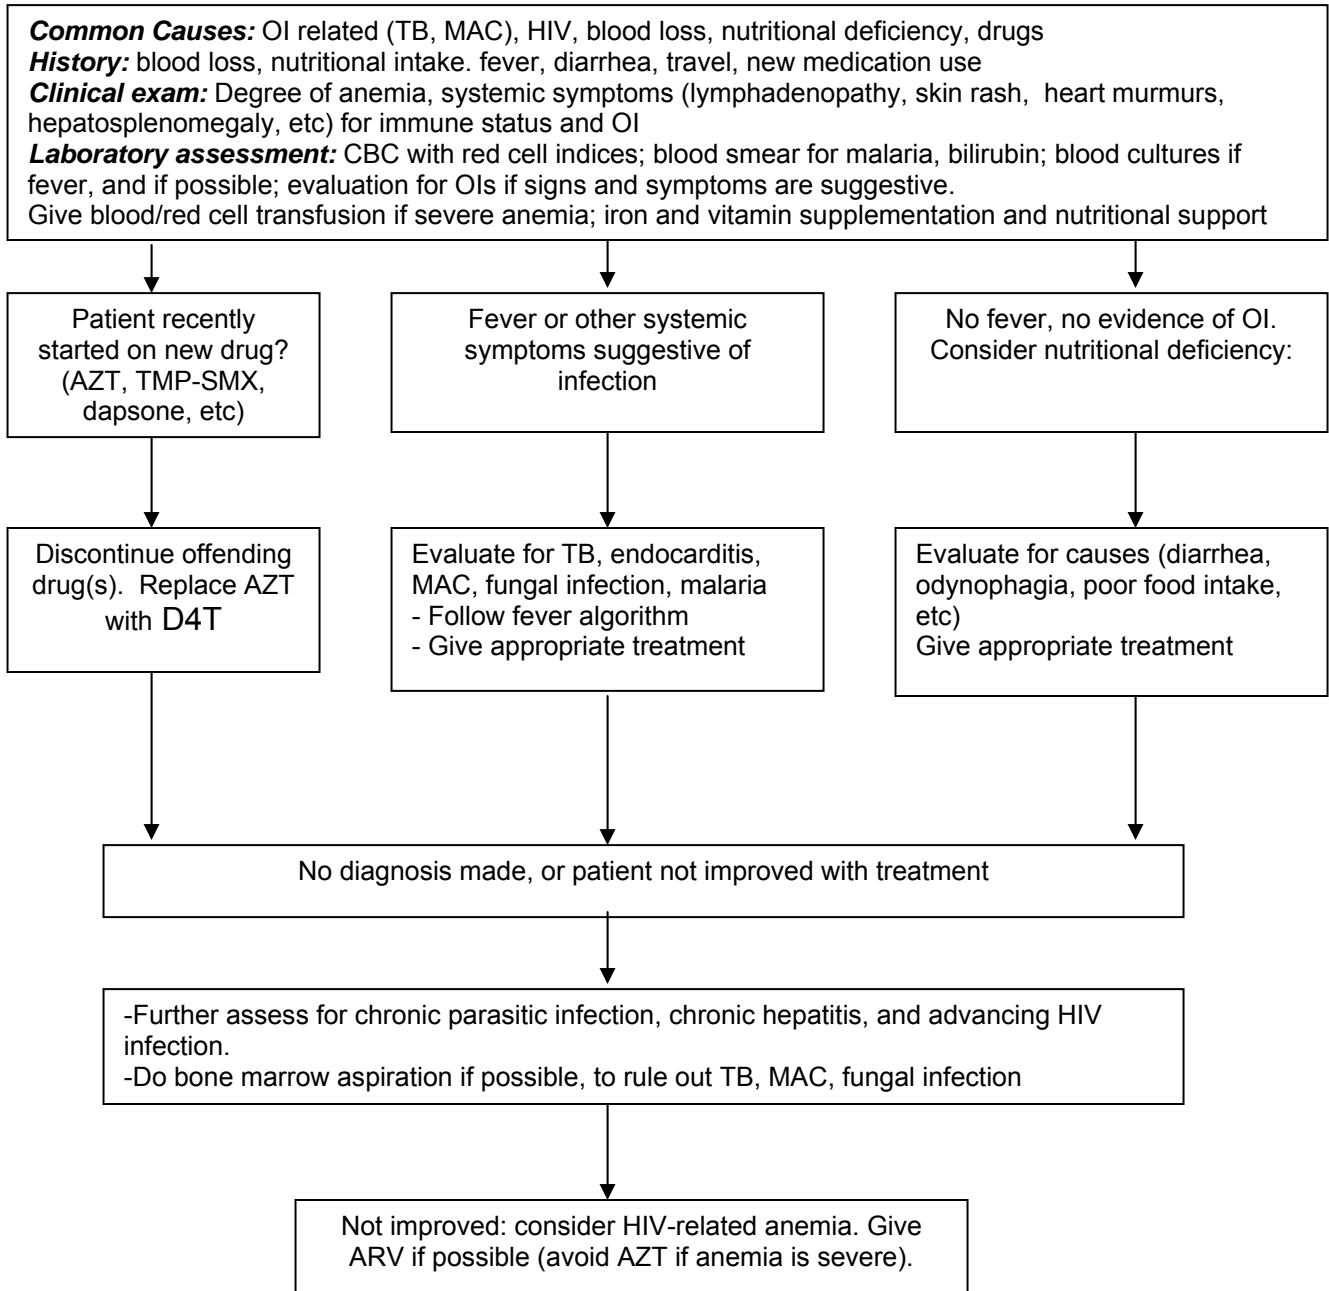 Common Causes: OI related (TB, MAC), HIV, blood loss, nutritional deficiency, drugs
History: blood loss, nutritional intake. fever, diarrhea, travel, new medication use
Clinical exam: Degree of anemia, systemic symptoms (lymphadenopathy, skin rash, heart murmurs,
hepatosplenomegaly, etc) for immune status and OI
Laboratory assessment: CBC with red cell indices; blood smear for malaria, bilirubin; blood cultures if
fever, and if possible; evaluation for OIs if signs and symptoms are suggestive.
Give blood/red cell transfusion if severe anemia; iron and vitamin supplementation and nutritional support
Patient recently
started on new drug?
(AZT, TMP-SMX,
dapsone, etc)
Fever or other systemic
symptoms suggestive of
infection
No fever, no evidence of OI.
Consider nutritional deficiency:
Discontinue offending
drug(s). Replace AZT
with D4T
Evaluate for TB, endocarditis,
MAC, fungal infection, malaria
- Follow fever algorithm
- Give appropriate treatment
Evaluate for causes (diarrhea,
odynophagia, poor food intake,
etc)
Give appropriate treatment
No diagnosis made, or patient not improved with treatment
-Further assess for chronic parasitic infection, chronic hepatitis, and advancing HIV
infection.
-Do bone marrow aspiration if possible, to rule out TB, MAC, fungal infection
Not improved: consider HIV-related anemia. Give
ARV if possible (avoid AZT if anemia is severe).